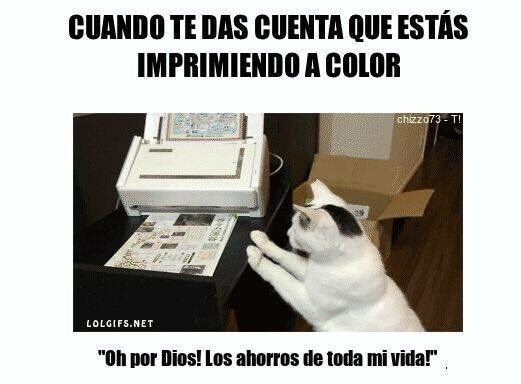 CUANDO TE DAS CUENTA QUE ESTÁS
IMPRIMIENDO A COLOR
chizzo73 - T!
LOLGIFS.NET
"Oh por Dios! Los ahorros de toda mi vida!"